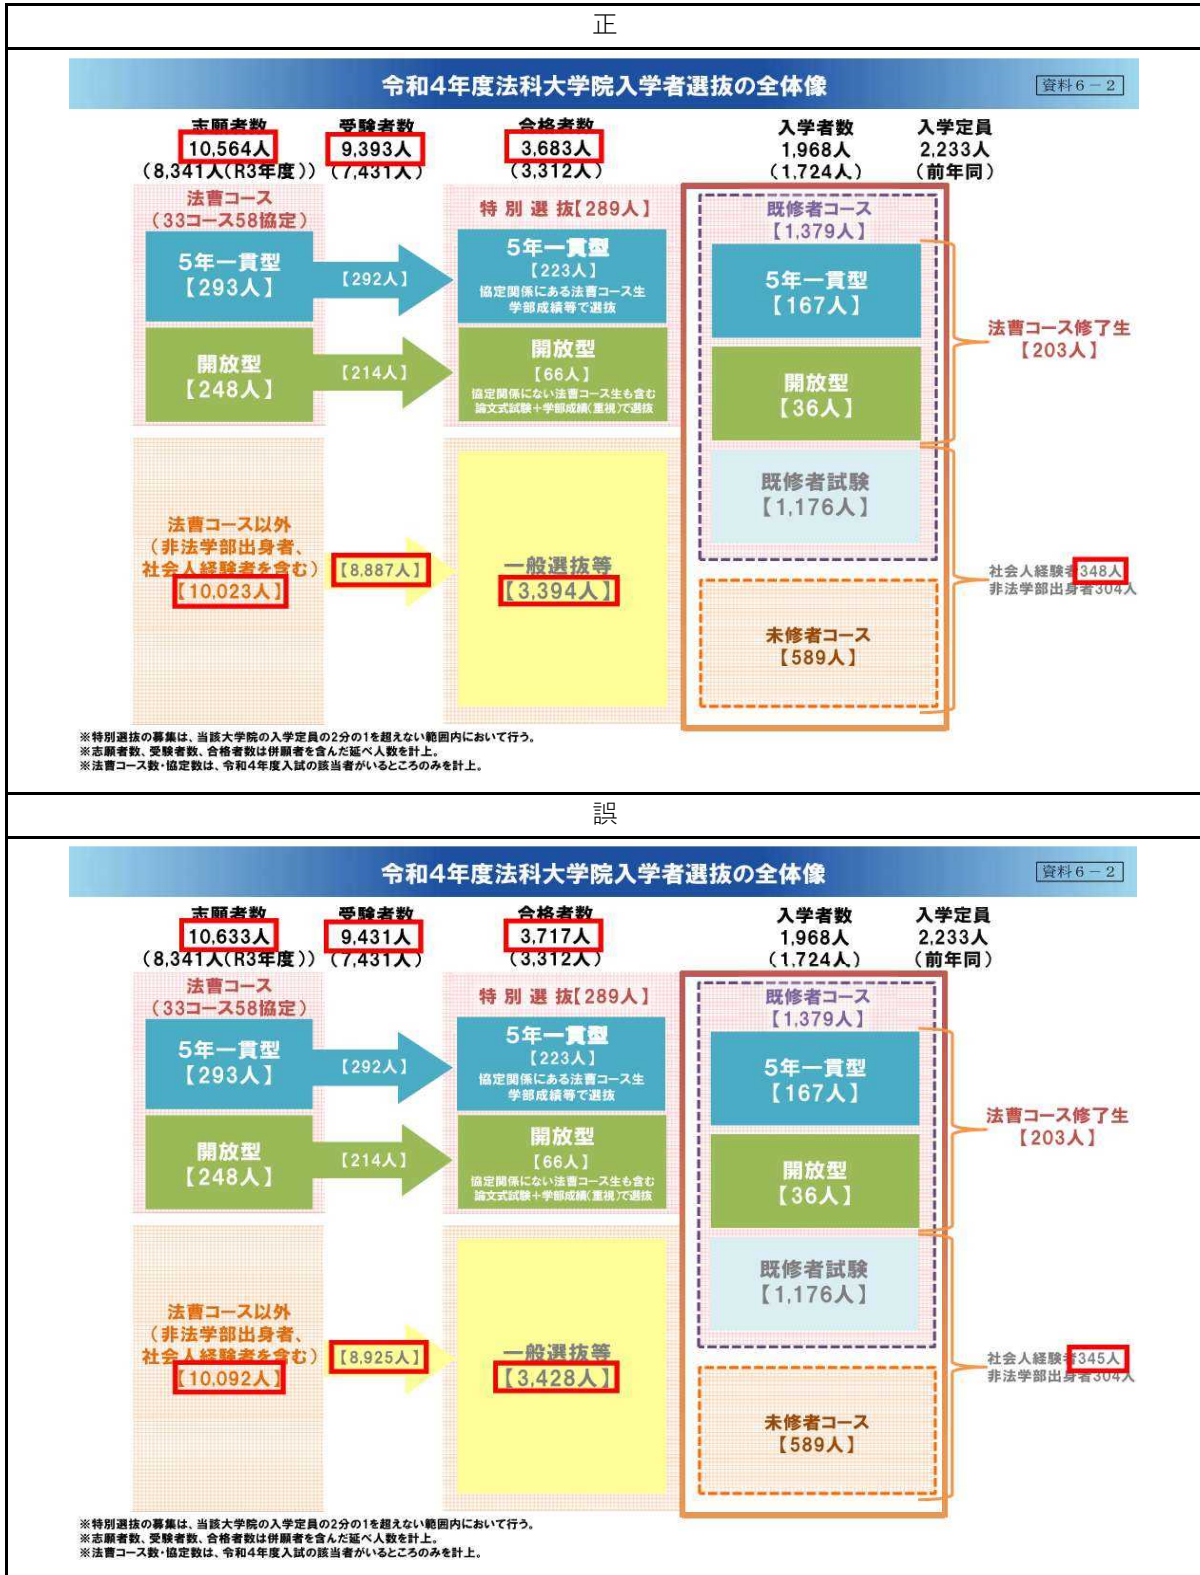 正
令和4年度法科大学院入学者選抜の全体像
資料6-2
志願者数
10,564人
(8,341人(R3年度))
受験者数
9,393人
(7,431人)
合格者数
3,683人
(3,312人)
入学者数
1,968人
(1,724人)
入学定員
2,233人
(前年同)
法曹コース
(33コース58協定)
5年一貫型
【293人】
【292人】
開放型
【248人】
【214人】
特別選抜【289人】
5年一貫型
【223人】
協定関係にある法曹コース生
学部成績等で選抜
開放型
【66人】
協定関係にない法曹コース生も含む
論文式試験+学部成績(重視)で選抜
既修者コース
【1,379人】
5年一貫型
【167人】
開放型
【36人】
法曹コース修了生
【203人】
既修者試験
【1,176人】
法曹コース以外
(非法学部出身者、
社会人経験者を含む)
【10,023人】
【8,887人】
一般選抜等
【3,394人】
未修者コース
【589人】
社会人経験者348人
非法学部出身者304人
※特別選抜の募集は、当該大学院の入学定員の2分の1を超えない範囲内において行う。
※志願者数、受験者数、合格者数は併願者を含んだ延べ人数を計上。
※法曹コース数・協定数は、令和4年度入試の該当者がいるところのみを計上。
誤
令和4年度法科大学院入学者選抜の全体像
資料6-2
志願者数
10,633人
(8,341人(R3年度))
受験者数
9,431人
(7,431人)
合格者数
3,717人
(3,312人)
入学者数
1,968人
(1,724人)
入学定員
2,233人
(前年同)
法曹コース
(33コース58協定)
5年一貫型
【293人】
【292人】
開放型
【248人】
【214人】
特別選抜【289人】
5年一貫型
【223人】
協定関係にある法曹コース生
学部成績等で選抜
開放型
【66人】
協定関係にない法曹コース生も含む
論文式試験+学部成績(重視)で選抜
既修者コース
【1,379人】
5年一貫型
【167人】
開放型
【36人】
法曹コース修了生
【203人】
既修者試験
【1,176人】
法曹コース以外
(非法学部出身者、
社会人経験者を含む)
【10,092人】
【8,925人】
一般選抜等
【3,428人】
未修者コース
【589人】
社会人経験者345人
非法学部出身者304人
※特別選抜の募集は、当該大学院の入学定員の2分の1を超えない範囲内において行う。
※志願者数、受験者数、合格者数は併願者を含んだ延べ人数を計上。
※法曹コース数・協定数は、令和4年度入試の該当者がいるところのみを計上。